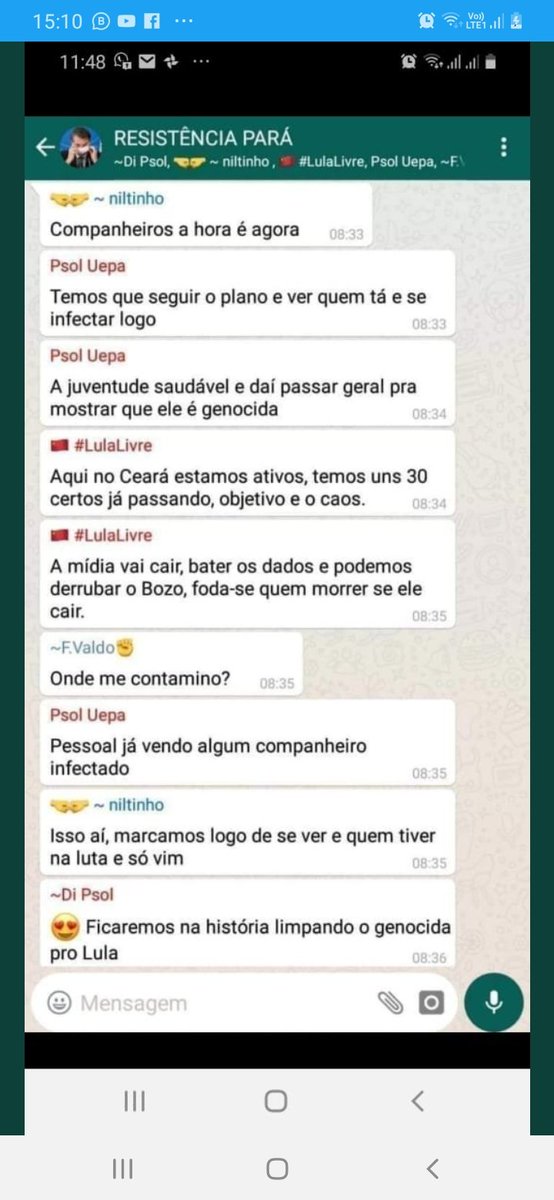 15:10
Voo)
LTE1
11:48
RESISTÊNCIA PARÁ
~Di Psol, 🤜🤛 ~ niltinho , 🇨🇳 #LulaLivre, Psol Uepa, ~F.V
🤜🤛 ~ niltinho
Companheiros a hora é agora 08:33
Psol Uepa
Temos que seguir o plano e ver quem tá e se
infectar logo 08:33
Psol Uepa
A juventude saudável e daí passar geral pra
mostrar que ele é genocida 08:34
🇨🇳 #LulaLivre
Aqui no Ceará estamos ativos, temos uns 30
certos já passando, objetivo e o caos. 08:34
🇨🇳 #LulaLivre
A mídia vai cair, bater os dados e podemos
derrubar o Bozo, foda-se quem morrer se ele
cair. 08:35
~F.Valdo✊
Onde me contamino? 08:35
Psol Uepa
Pessoal já vendo algum companheiro
infectado 08:35
🤜🤛 ~ niltinho
Isso aí, marcamos logo de se ver e quem tiver
na luta e só vim 08:35
~Di Psol
😍 Ficaremos na história limpando o genocida
pro Lula 08:36
Mensagem